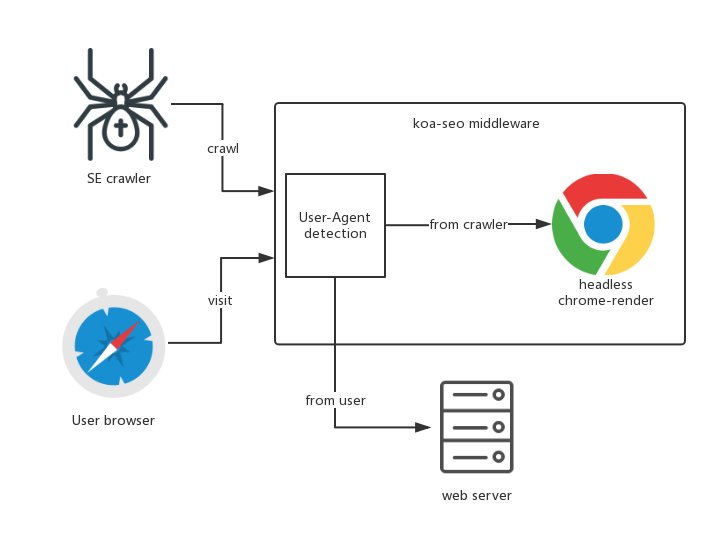 koa-seo middleware
SE crawler
crawl
User-Agent
detection
from crawler
headless
chrome-render
visit
User browser
from user
web server